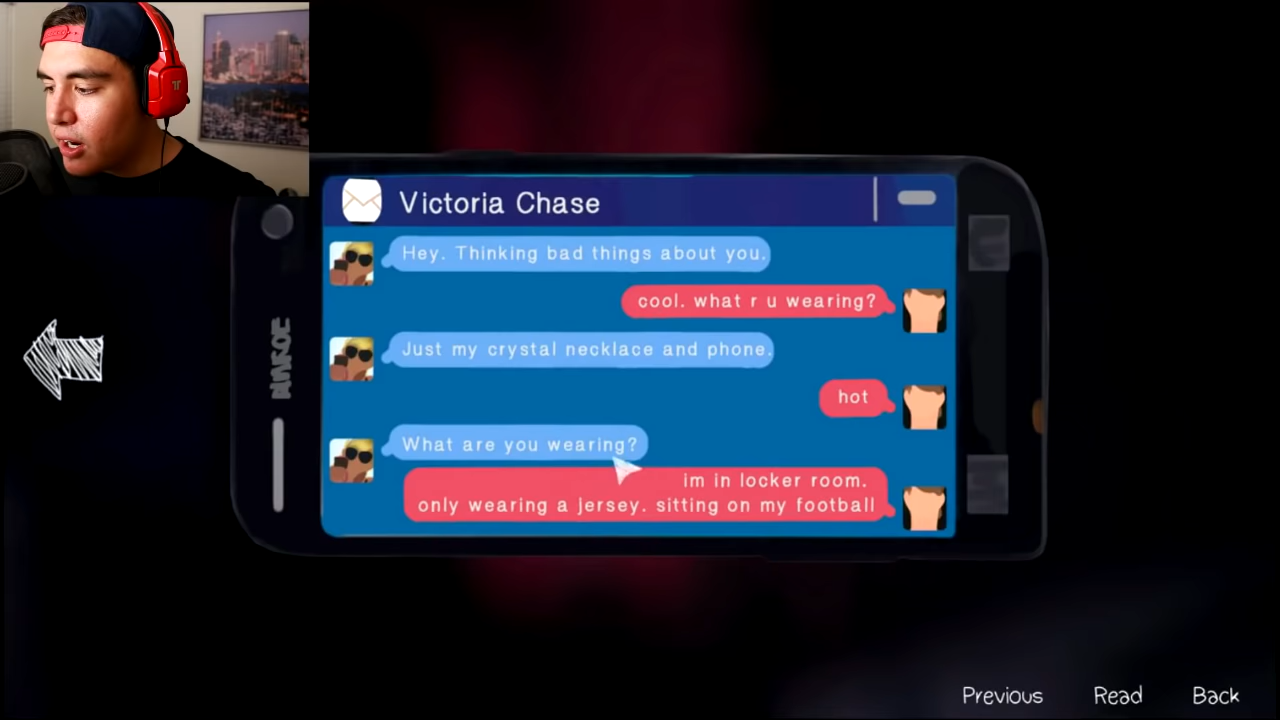 Victoria Chase
Hey. Thinking bad things about you.
cool. what r u wearing?
Just my crystal necklace and phone.
hot
What are you wearing?
im in locker room.
only wearing a jersey. sitting on my football
Previous
Read
Back